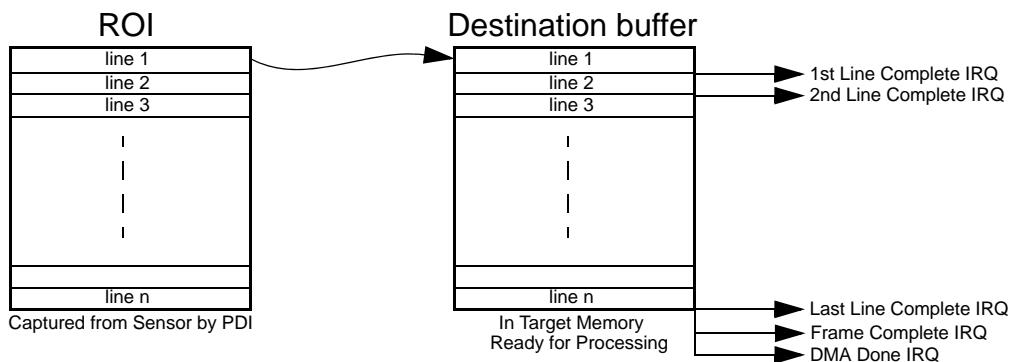 ROI
line 1
line 2
line 3
line n
Captured from Sensor by PDI
Destination buffer
line 1
line 2
line 3
line n
In Target Memory
Ready for Processing
1st Line Complete IRQ
2nd Line Complete IRQ
Last Line Complete IRQ
Frame Complete IRQ
DMA Done IRQ